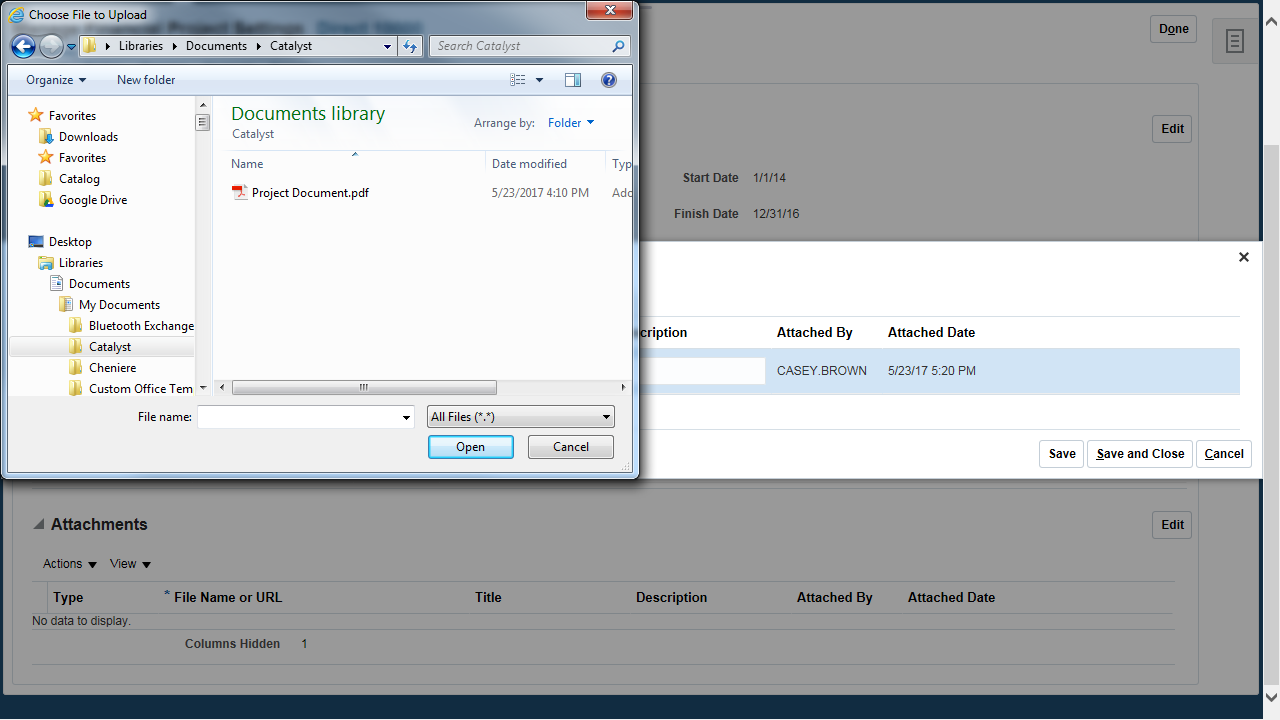 Choose File to Upload
Financial Project Settings
Libraries Documents Catalyst
Search Catalyst
Done
Organize New folder
Favorites
Downloads
Favorites
Catalog
Google Drive
Desktop
Libraries
Documents
My Documents
Bluetooth Exchange
Catalyst
Cheniere
Custom Office Tem
Documents library
Catalyst
Arrange by: Folder
Name Date modified Typ
Project Document.pdf 5/23/2017 4:10 PM Ado
File name:
All Files (*.*)
Open Cancel
Edit
Start Date 1/1/14
Finish Date 12/31/16
cription Attached By Attached Date
CASEY.BROWN 5/23/17 5:20 PM
Save Save and Close Cancel
Attachments
Edit
Actions View
Type * File Name or URL Title Description Attached By Attached Date
No data to display.
Columns Hidden 1